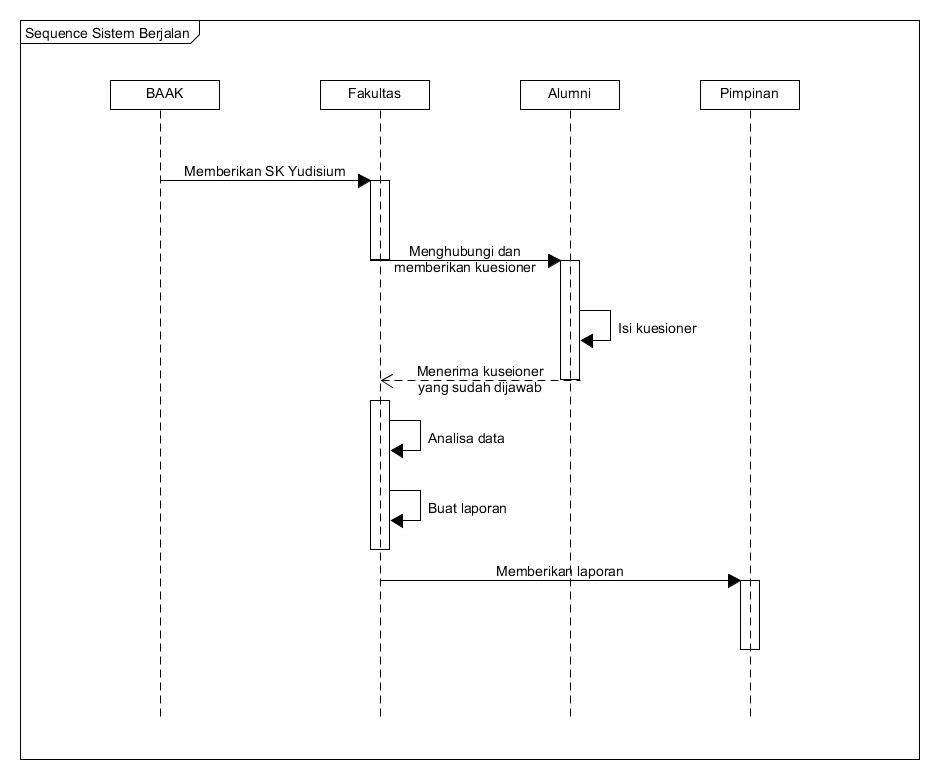 Sequence Sistem Berjalan
BAAK
Fakultas
Alumni
Pimpinan
Memberikan SK Yudisium
Menghubungi dan
memberikan kuesioner
Isi kuesioner
Menerima kuseioner
yang sudah dijawab
Analisa data
Buat laporan
Memberikan laporan